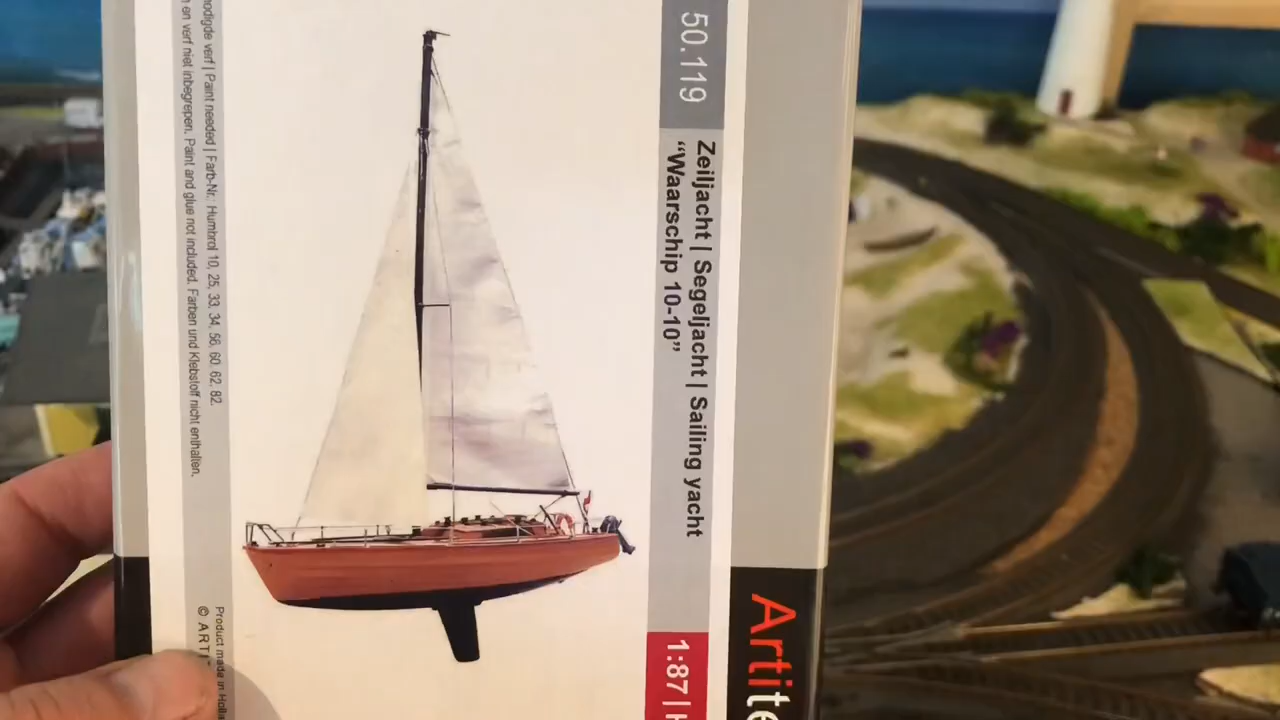 50.119
Zeiljacht | Segeljacht | Sailing yacht
“Waarschip 10-10”
1:87 |
Artite
verf | Paint needed | Farb-Nr.: Humbrol 10, 25, 33, 34, 56, 60, 62, 82.
en verf niet inbegrepen. Paint and glue not included. Farben und Klebstoff nicht enthalten.
Product made in
© ART